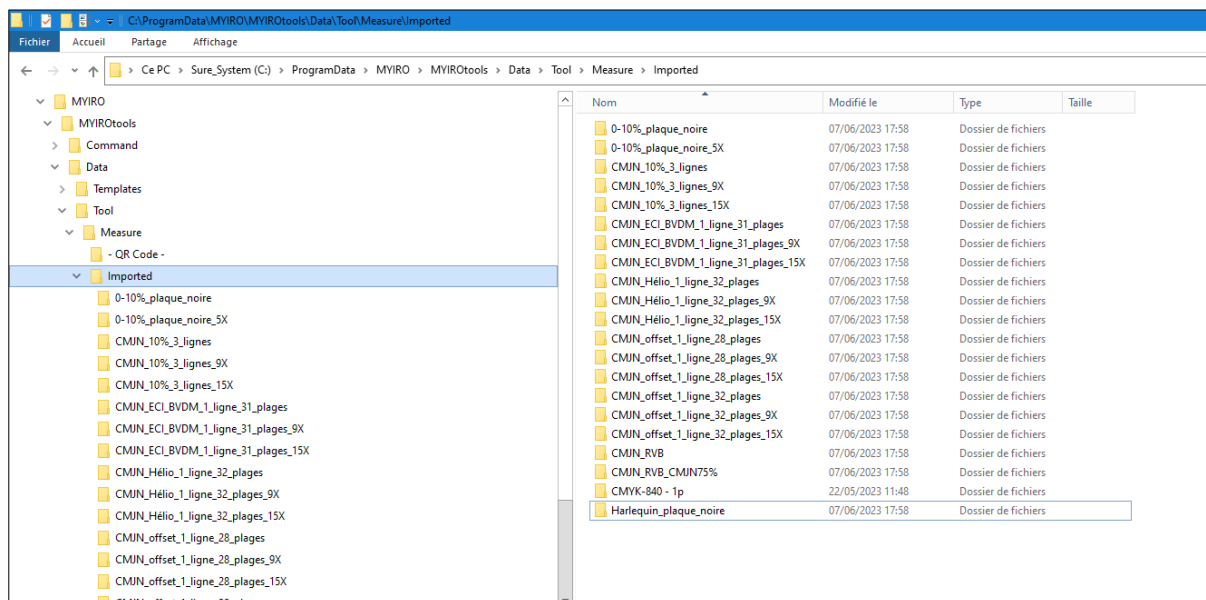 C:\ProgramData\MYIRO\MYIROtools\Data\Tool\Measure\Imported
Fichier Accueil Partage Affichage
Ce PC > Sure_System (C:) > ProgramData > MYIRO > MYIROtools > Data > Tool > Measure > Imported
MYIRO
MYIROtools
Command
Data
Templates
Tool
Measure
- QR Code -
Imported
0-10%_plaque_noire
0-10%_plaque_noire_5X
CMJN_10%_3_lignes
CMJN_10%_3_lignes_9X
CMJN_10%_3_lignes_15X
CMJN_ECI_BVDM_1_ligne_31_plages
CMJN_ECI_BVDM_1_ligne_31_plages_9X
CMJN_ECI_BVDM_1_ligne_31_plages_15X
CMJN_Hélio_1_ligne_32_plages
CMJN_Hélio_1_ligne_32_plages_9X
CMJN_Hélio_1_ligne_32_plages_15X
CMJN_offset_1_ligne_28_plages
CMJN_offset_1_ligne_28_plages_9X
CMJN_offset_1_ligne_28_plages_15X
Nom Modifié le Type Taille
0-10%_plaque_noire 07/06/2023 17:58 Dossier de fichiers
0-10%_plaque_noire_5X 07/06/2023 17:58 Dossier de fichiers
CMJN_10%_3_lignes 07/06/2023 17:58 Dossier de fichiers
CMJN_10%_3_lignes_9X 07/06/2023 17:58 Dossier de fichiers
CMJN_10%_3_lignes_15X 07/06/2023 17:58 Dossier de fichiers
CMJN_ECI_BVDM_1_ligne_31_plages 07/06/2023 17:58 Dossier de fichiers
CMJN_ECI_BVDM_1_ligne_31_plages_9X 07/06/2023 17:58 Dossier de fichiers
CMJN_ECI_BVDM_1_ligne_31_plages_15X 07/06/2023 17:58 Dossier de fichiers
CMJN_Hélio_1_ligne_32_plages 07/06/2023 17:58 Dossier de fichiers
CMJN_Hélio_1_ligne_32_plages_9X 07/06/2023 17:58 Dossier de fichiers
CMJN_Hélio_1_ligne_32_plages_15X 07/06/2023 17:58 Dossier de fichiers
CMJN_offset_1_ligne_28_plages 07/06/2023 17:58 Dossier de fichiers
CMJN_offset_1_ligne_28_plages_9X 07/06/2023 17:58 Dossier de fichiers
CMJN_offset_1_ligne_28_plages_15X 07/06/2023 17:58 Dossier de fichiers
CMJN_offset_1_ligne_32_plages 07/06/2023 17:58 Dossier de fichiers
CMJN_offset_1_ligne_32_plages_9X 07/06/2023 17:58 Dossier de fichiers
CMJN_offset_1_ligne_32_plages_15X 07/06/2023 17:58 Dossier de fichiers
CMJN_RVB 07/06/2023 17:58 Dossier de fichiers
CMJN_RVB_CMJN75% 07/06/2023 17:58 Dossier de fichiers
CMYK-840 - 1p 22/05/2023 11:48 Dossier de fichiers
Harlequin_plaque_noire 07/06/2023 17:58 Dossier de fichiers